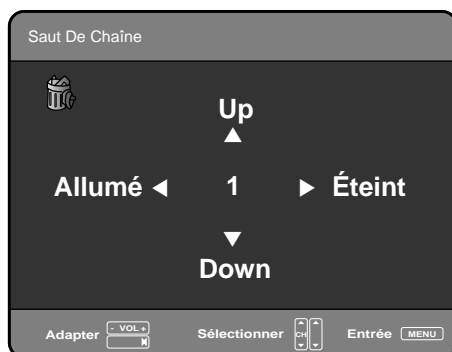 Saut De Chaîne
Up
Allumé 1 Éteint
Down
Adapter - VOL + Sélectionner CH Entrée MENU